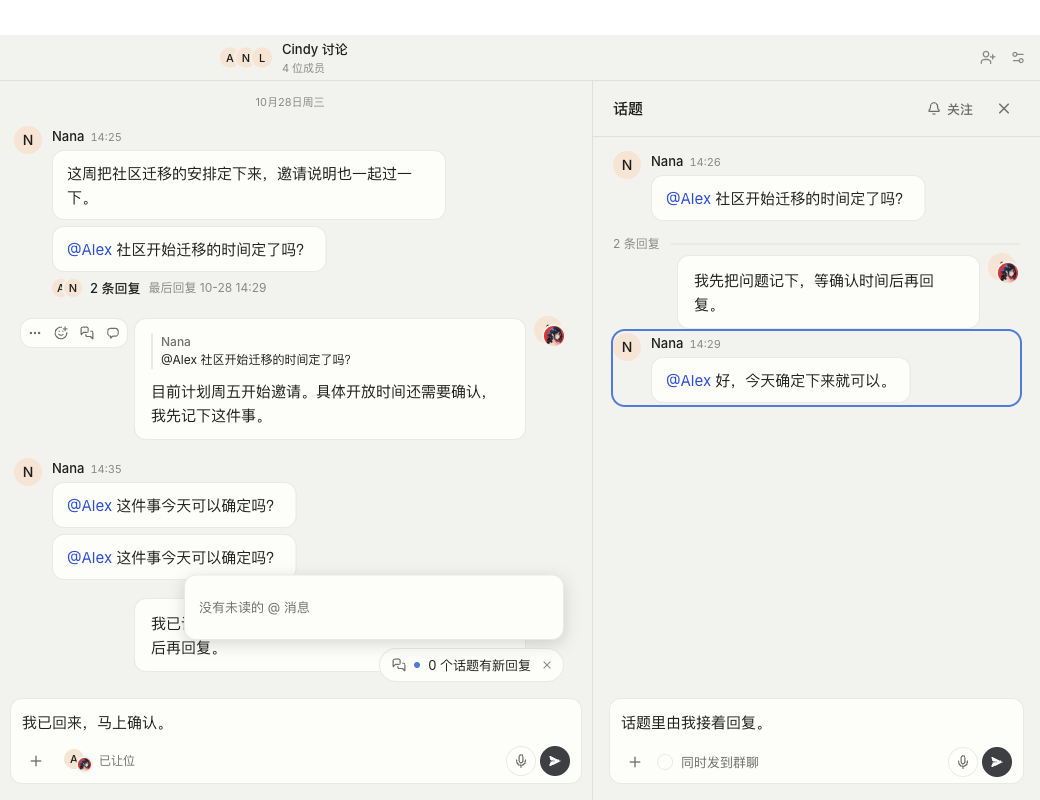 A N L
Cindy 讨论
4 位成员
10月28日周三
N
Nana 14:25
这周把社区迁移的安排定下来，邀请说明也一起过一
下。
@Alex 社区开始迁移的时间定了吗？
A N 2 条回复 最后回复 10-28 14:29
Nana
@Alex 社区开始迁移的时间定了吗？
目前计划周五开始邀请。具体开放时间还需要确认，
我先记下这件事。
N
Nana 14:35
@Alex 这件事今天可以确定吗？
@Alex 这件事今天可以确定吗？
没有未读的 @ 消息
我已
后再回复。
0 个话题有新回复
我已回来，马上确认。
A 已让位
话题
关注
N
Nana 14:26
@Alex 社区开始迁移的时间定了吗？
2 条回复
我先把问题记下，等确认时间后再回
复。
N
Nana 14:29
@Alex 好，今天确定下来就可以。
话题里由我接着回复。
同时发到群聊